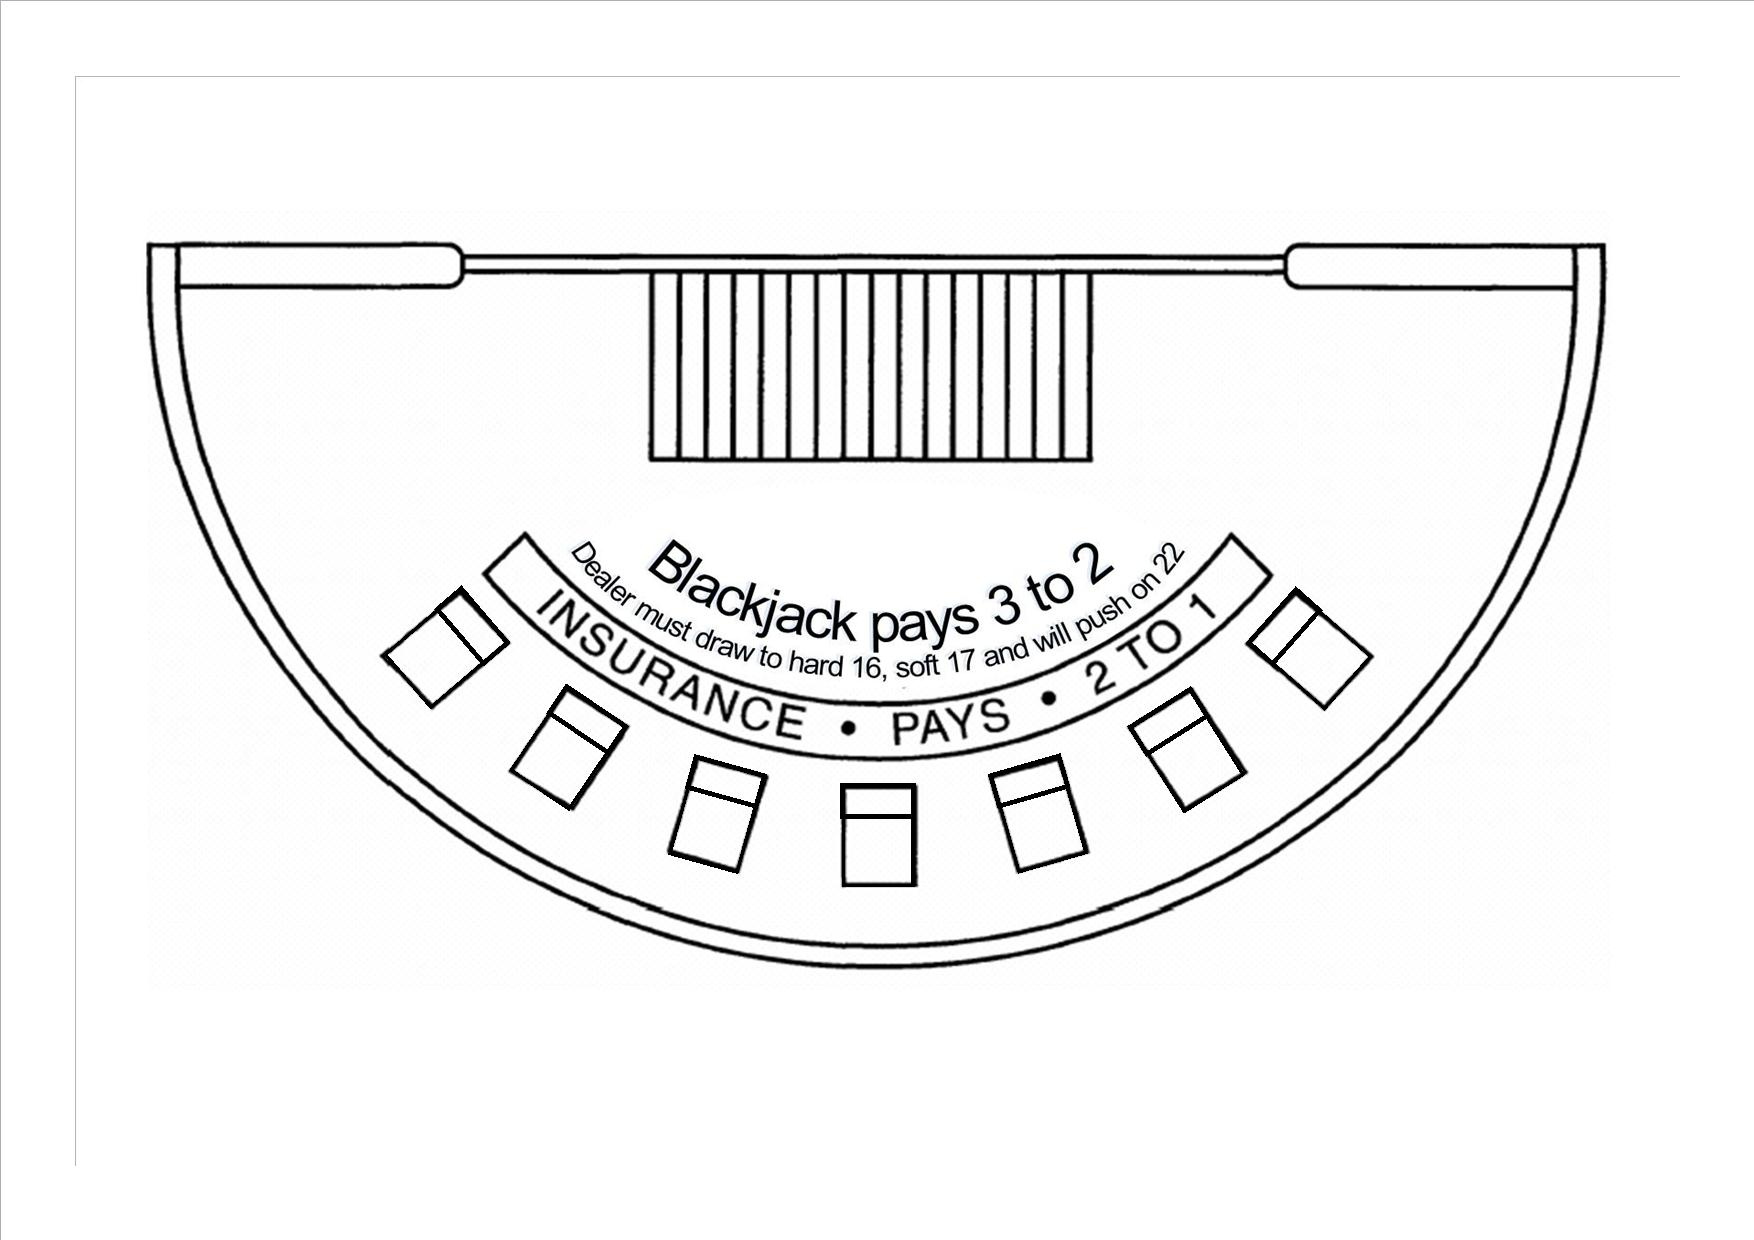 Blackjack pays 3 to 2
Dealer must draw to hard 16, soft 17 and will push on 22
INSURANCE • PAYS • 2 TO 1